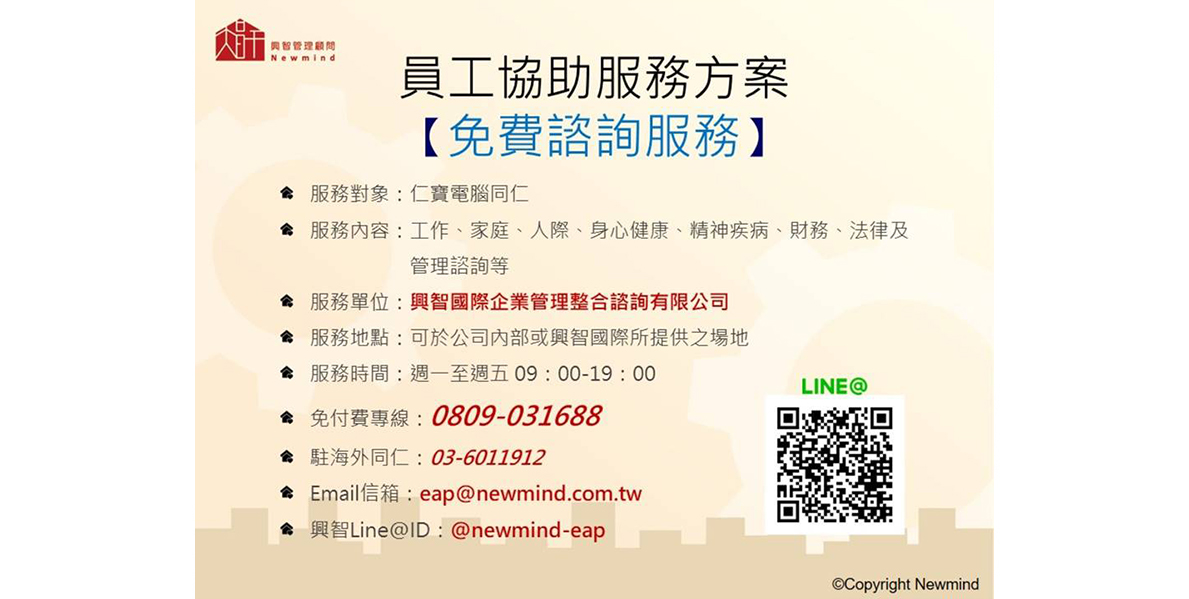 興智管理顧問
Newmind
員工協助服務方案
【免費諮詢服務】
服務對象：仁寶電腦同仁
服務內容：工作、家庭、人際、身心健康、精神疾病、財務、法律及
管理諮詢等
服務單位：興智國際企業管理整合諮詢有限公司
服務地點：可於公司內部或興智國際所提供之場地
服務時間：週一至週五 09：00-19：00
免付費專線：0809-031688
駐海外同仁：03-6011912
Email信箱：eap@newmind.com.tw
興智Line@ID：@newmind-eap
LINE@
©Copyright Newmind